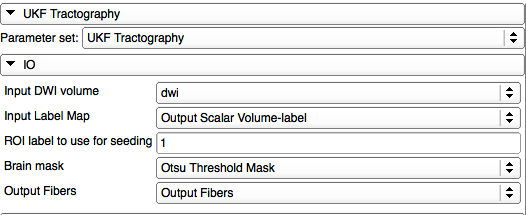 UKF Tractography
Parameter set: UKF Tractography
IO
Input DWI volume dwi
Input Label Map Output Scalar Volume-label
ROI label to use for seeding 1
Brain mask Otsu Threshold Mask
Output Fibers Output Fibers